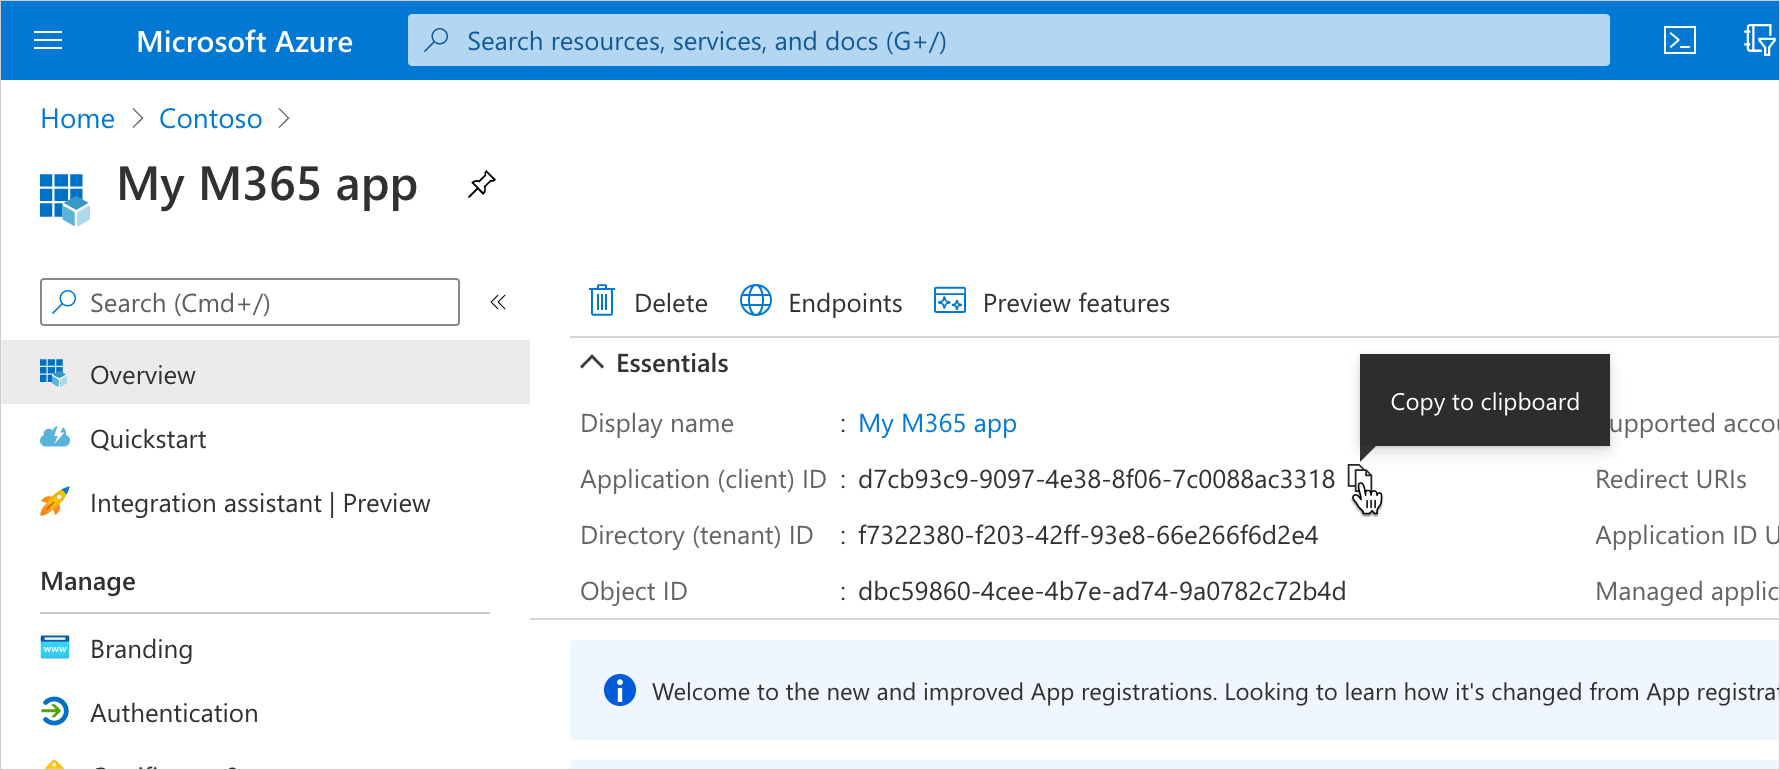 Microsoft Azure
Search resources, services, and docs (G+/)
Home > Contoso >
My M365 app
Search (Cmd+/)
«
Overview
Quickstart
Integration assistant | Preview
Manage
Branding
Authentication
Delete
Endpoints
Preview features
Essentials
Copy to clipboard
Display name : My M365 app
Application (client) ID : d7cb93c9-9097-4e38-8f06-7c0088ac3318
Directory (tenant) ID : f7322380-f203-42ff-93e8-66e266f6d2e4
Object ID : dbc59860-4cee-4b7e-ad74-9a0782c72b4d
upported accou
Redirect URIs
Application ID U
Managed applic
Welcome to the new and improved App registrations. Looking to learn how it's changed from App registra